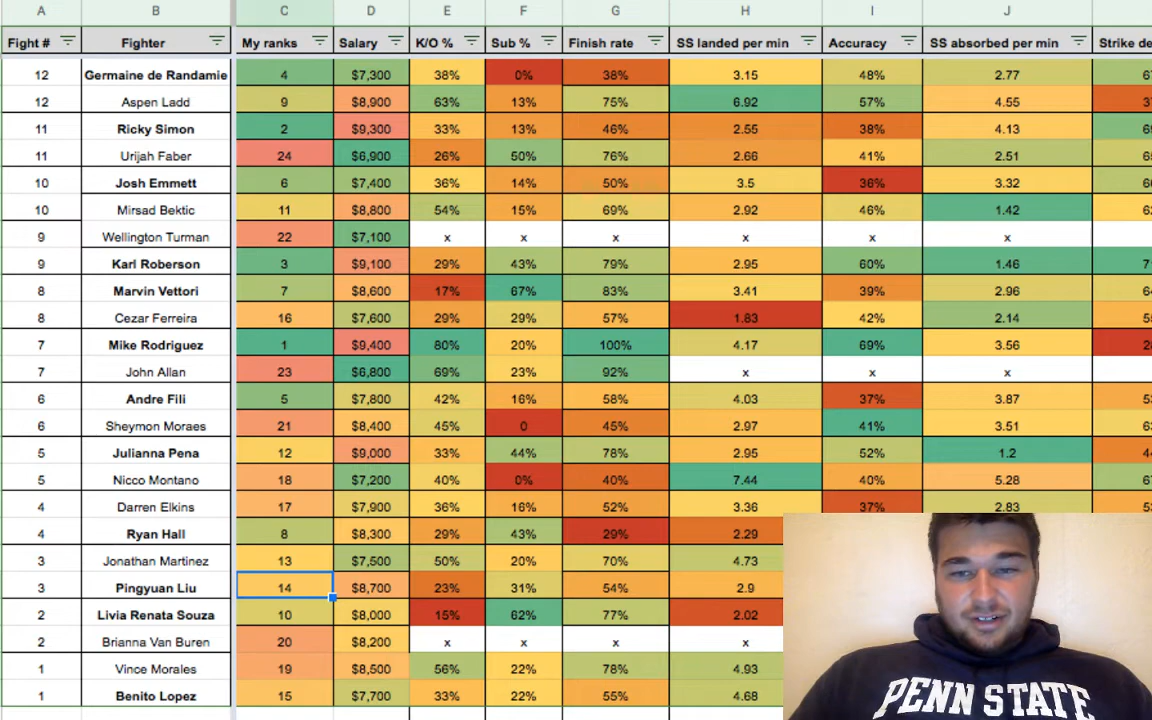 A B C D E F G H I J
Fight # Fighter My ranks Salary K/O % Sub % Finish rate SS landed per min Accuracy SS absorbed per min Strike de
12 Germaine de Randamie 4 $7,300 38% 0% 38% 3.15 48% 2.77
12 Aspen Ladd 9 $8,900 63% 13% 75% 6.92 57% 4.55
11 Ricky Simon 2 $9,300 33% 13% 46% 2.55 38% 4.13
11 Urijah Faber 24 $6,900 26% 50% 76% 2.66 41% 2.51
10 Josh Emmett 6 $7,400 36% 14% 50% 3.5 36% 3.32
10 Mirsad Bektic 11 $8,800 54% 15% 69% 2.92 46% 1.42
9 Wellington Turman 22 $7,100 x x x x x x
9 Karl Roberson 3 $9,100 29% 43% 79% 2.95 60% 1.46
8 Marvin Vettori 7 $8,600 17% 67% 83% 3.41 39% 2.96
8 Cezar Ferreira 16 $7,600 29% 29% 57% 1.83 42% 2.14
7 Mike Rodriguez 1 $9,400 80% 20% 100% 4.17 69% 3.56
7 John Allan 23 $6,800 69% 23% 92% x x x
6 Andre Fili 5 $7,800 42% 16% 58% 4.03 37% 3.87
6 Sheymon Moraes 21 $8,400 45% 0 45% 2.97 41% 3.51
5 Julianna Pena 12 $9,000 33% 44% 78% 2.95 52% 1.2
5 Nicco Montano 18 $7,200 40% 0% 40% 7.44 40% 5.28
4 Darren Elkins 17 $7,900 36% 16% 52% 3.36 37% 2.83
4 Ryan Hall 8 $8,300 29% 43% 29% 2.29
3 Jonathan Martinez 13 $7,500 50% 20% 70% 4.73
3 Pingyuan Liu 14 $8,700 23% 31% 54% 2.9
2 Livia Renata Souza 10 $8,000 15% 62% 77% 2.02
2 Brianna Van Buren 20 $8,200 x x x x
1 Vince Morales 19 $8,500 56% 22% 78% 4.93
1 Benito Lopez 15 $7,700 33% 22% 55% 4.68
PENN STATE